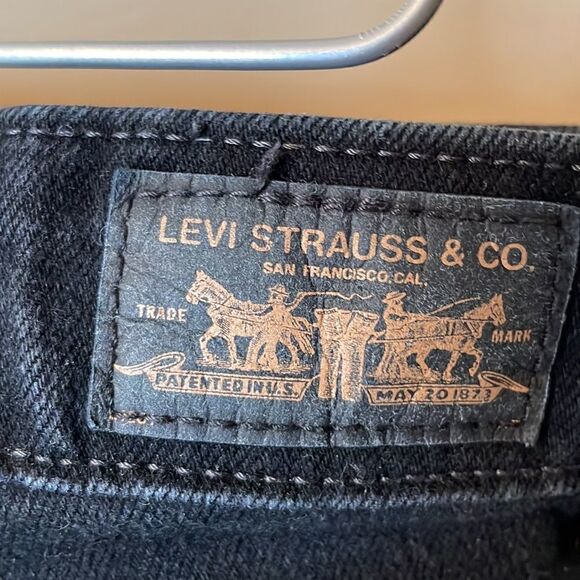 LEVI STRAUSS & CO.
SAN FRANCISCO, CAL.
TRADE MARK
PATENTED IN U.S. MAY 20 1873